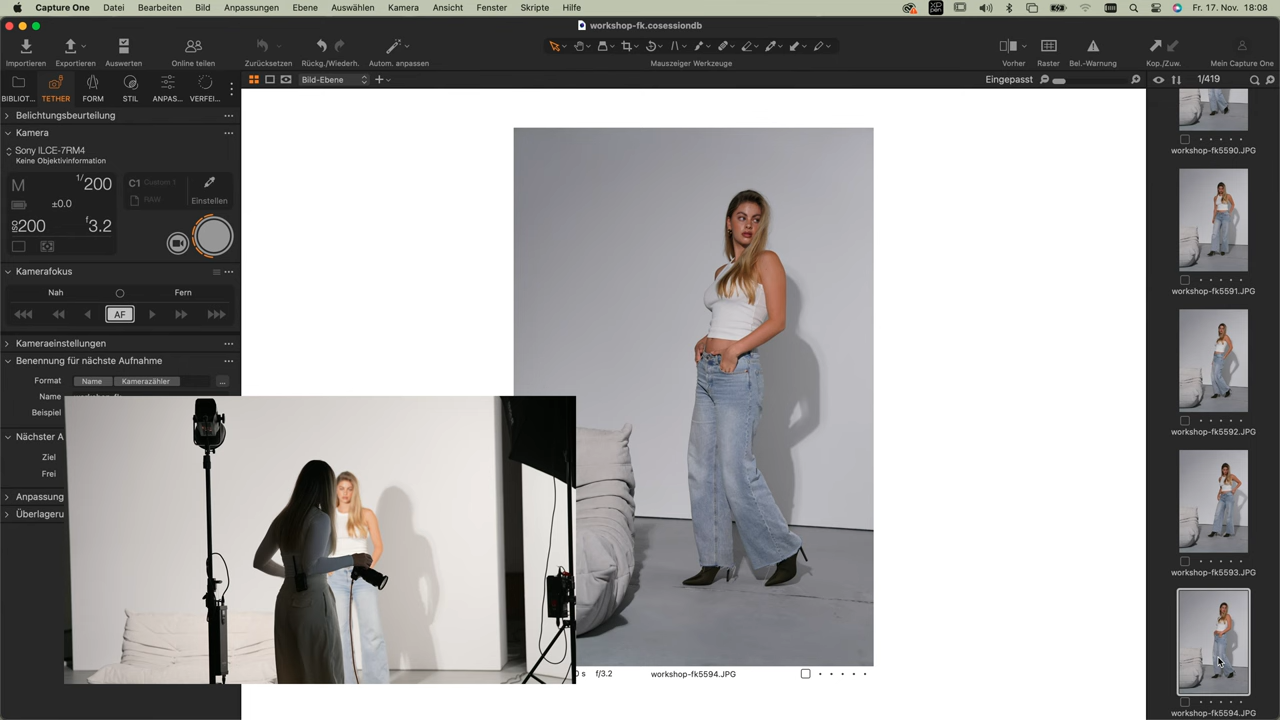 Capture One Datei Bearbeiten Bild Anpassungen Ebene Auswählen Kamera Ansicht Fenster Skripte Hilfe Fr. 17. Nov. 18:08
workshop-fk.cosessiondb
Importieren Exportieren Auswerten Online teilen Zurücksetzen Rückg./Wiederh. Autom. anpassen Mauszeiger Werkzeuge Vorher Raster Bel.-Warnung Kop./Zuw. Mein Capture One
Bild-Ebene Eingepasst 1/419
BIBLIOT... TETHER FORM STIL ANPAS... VERFEI...
Belichtungsbeurteilung
Kamera
Sony ILCE-7RM4
Keine Objektivinformation
M 1/200 C1 Custom 1
±0.0 RAW Einstellen
ISO 200 f3.2
Kamerafokus
Nah Fern
AF
Kameraeinstellungen
Benennung für nächste Aufnahme
Format Name Kamerazähler ...
Name
Beispiel
Nächster A
Ziel
Frei
Anpassung
Überlageru
0 s f/3.2 workshop-fk5594.JPG
workshop-fk5590.JPG
workshop-fk5591.JPG
workshop-fk5592.JPG
workshop-fk5593.JPG
workshop-fk5594.JPG